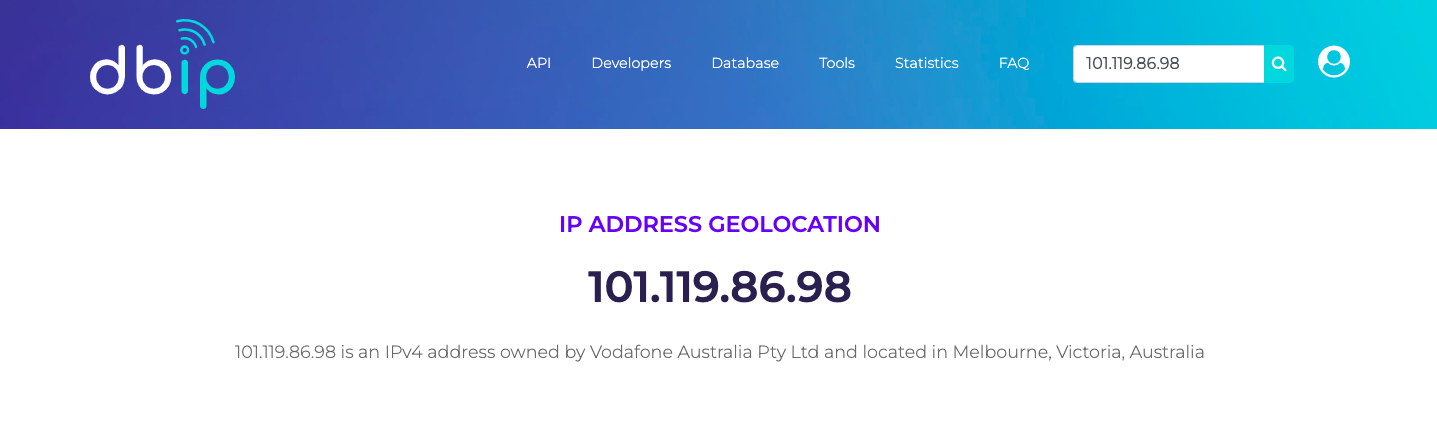 dbip
API Developers Database Tools Statistics FAQ 101.119.86.98
IP ADDRESS GEOLOCATION
101.119.86.98
101.119.86.98 is an IPv4 address owned by Vodafone Australia Pty Ltd and located in Melbourne, Victoria, Australia